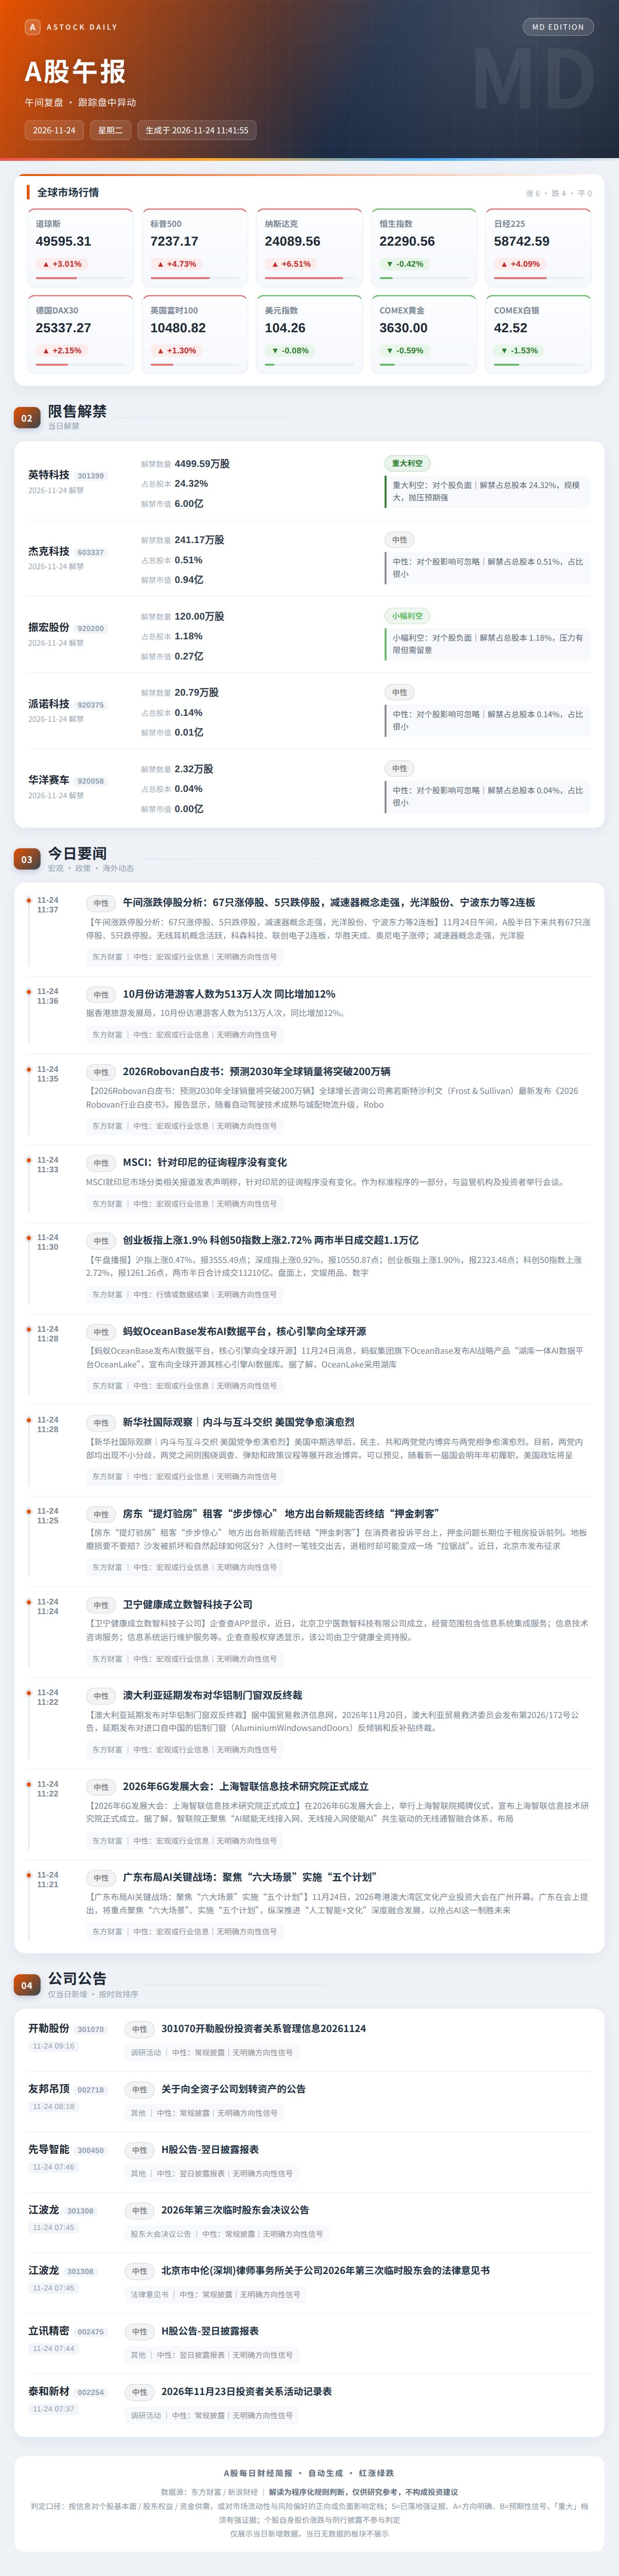 A ASTOCK DAILY
MD EDITION
A股午报
MD
午间复盘 · 跟踪盘中异动
2026-11-24 星期二 生成于 2026-11-24 11:41:55
全球市场行情
涨 6 · 跌 4 · 平 0
道琼斯
49595.31
▲ +3.01%
标普500
7237.17
▲ +4.73%
纳斯达克
24089.56
▲ +6.51%
恒生指数
22290.56
▼ -0.42%
日经225
58742.59
▲ +4.09%
德国DAX30
25337.27
▲ +2.15%
英国富时100
10480.82
▲ +1.30%
美元指数
104.26
▼ -0.08%
COMEX黄金
3630.00
▼ -0.59%
COMEX白银
42.52
▼ -1.53%
02 限售解禁
当日解禁
英特科技 301399
2026-11-24 解禁
解禁数量 4499.59万股
占总股本 24.32%
解禁市值 6.00亿
重大利空
重大利空：对个股负面｜解禁占总股本 24.32%，规模
大，抛压预期强
杰克科技 603337
2026-11-24 解禁
解禁数量 241.17万股
占总股本 0.51%
解禁市值 0.94亿
中性
中性：对个股影响可忽略｜解禁占总股本 0.51%，占比
很小
振宏股份 920200
2026-11-24 解禁
解禁数量 120.00万股
占总股本 1.18%
解禁市值 0.27亿
小幅利空
小幅利空：对个股负面｜解禁占总股本 1.18%，压力有
限但需留意
派诺科技 920375
2026-11-24 解禁
解禁数量 20.79万股
占总股本 0.14%
解禁市值 0.01亿
中性
中性：对个股影响可忽略｜解禁占总股本 0.14%，占比
很小
华洋赛车 920058
2026-11-24 解禁
解禁数量 2.32万股
占总股本 0.04%
解禁市值 0.00亿
中性
中性：对个股影响可忽略｜解禁占总股本 0.04%，占比
很小
03 今日要闻
宏观 · 政策 · 海外动态
11-24
11:37
中性 午间涨跌停分析：67只涨停股、5只跌停股，减速器概念走强，光洋股份、宁波东力等2连板
【午间涨跌停分析：67只涨停股、5只跌停股，减速器概念走强，光洋股份、宁波东力等2连板】11月24日午间，A股半日下来共有67只涨
停股、5只跌停股。无线耳机概念活跃，科森科技、联创电子2连板，华胜天成、奥尼电子涨停；减速器概念走强，光洋股
东方财富｜中性：宏观或行业信息｜无明确方向性信号
11-24
11:36
中性 10月份访港游客人数为513万人次 同比增加12%
据香港旅游发展局，10月份访港游客人数为513万人次，同比增加12%。
东方财富｜中性：宏观或行业信息｜无明确方向性信号
11-24
11:35
中性 2026Robovan白皮书：预测2030年全球销量将突破200万辆
【2026Robovan白皮书：预测2030年全球销量将突破200万辆】全球增长咨询公司弗若斯特沙利文（Frost & Sullivan）最新发布《2026
Robovan行业白皮书》。报告显示，随着自动驾驶技术成熟与城配物流升级，Robo
东方财富｜中性：宏观或行业信息｜无明确方向性信号
11-24
11:33
中性 MSCI：针对印尼的征询程序没有变化
MSCI就印尼市场分类相关报道发表声明称，针对印尼的征询程序没有变化，作为标准程序的一部分，与监管机构及投资者举行会谈。
东方财富｜中性：宏观或行业信息｜无明确方向性信号
11-24
11:30
中性 创业板指上涨1.9% 科创50指数上涨2.72% 两市半日成交超1.1万亿
【午盘播报】沪指上涨0.47%，报3555.49点；深成指上涨0.92%，报10550.87点；创业板指上涨1.90%，报2323.48点；科创50指数上涨
2.72%，报1261.26点，两市半日合计成交11210亿。盘面上，文娱用品、数字
东方财富｜中性：行情或数据结果｜无明确方向性信号
11-24
11:28
中性 蚂蚁OceanBase发布AI数据平台，核心引擎向全球开源
【蚂蚁OceanBase发布AI数据平台，核心引擎向全球开源】11月24日消息，蚂蚁集团旗下OceanBase发布AI战略产品“湖库一体AI数据平
台OceanLake”，宣布向全球开源其核心引擎AI数据库。据了解，OceanLake采用湖库
东方财富｜中性：宏观或行业信息｜无明确方向性信号
11-24
11:28
中性 新华社国际观察｜内斗与互斗交织 美国党争愈演愈烈
【新华社国际观察｜内斗与互斗交织 美国党争愈演愈烈】美国中期选举后，民主、共和两党党内博弈与两党相争愈演愈烈。目前，两党内
部均出现不小分歧，两党之间则围绕调查、弹劾和政策议程等展开政治博弈。可以预见，随着新一届国会明年年初履职，美国政坛将呈
东方财富｜中性：宏观或行业信息｜无明确方向性信号
11-24
11:25
中性 房东“提灯验房”租客“步步惊心” 地方出台新规能否终结“押金刺客”
【房东“提灯验房”租客“步步惊心” 地方出台新规能否终结“押金刺客”】在消费者投诉平台上，押金问题长期位于租房投诉前列。地板
磨损要不要赔？沙发被抓坏和自然起球如何区分？入住时一笔钱交出去，退租时却可能变成一场“拉锯战”。近日，北京市发布征求
东方财富｜中性：宏观或行业信息｜无明确方向性信号
11-24
11:24
中性 卫宁健康成立数智科技子公司
【卫宁健康成立数智科技子公司】企查查APP显示，近日，北京卫宁医数智科技有限公司成立，经营范围包含信息系统集成服务；信息技术
咨询服务；信息系统运行维护服务等。企查查股权穿透显示，该公司由卫宁健康全资持股。
东方财富｜中性：宏观或行业信息｜无明确方向性信号
11-24
11:22
中性 澳大利亚延期发布对华铝制门窗双反终裁
【澳大利亚延期发布对华铝制门窗双反终裁】据中国贸易救济信息网，2026年11月20日，澳大利亚贸易救济委员会发布第2026/172号公
告，延期发布对进口自中国的铝制门窗（AluminiumWindowsandDoors）反倾销和反补贴终裁。
东方财富｜中性：宏观或行业信息｜无明确方向性信号
11-24
11:22
中性 2026年6G发展大会：上海智联信息技术研究院正式成立
【2026年6G发展大会：上海智联信息技术研究院正式成立】在2026年6G发展大会上，举行上海智联院揭牌仪式，宣布上海智联信息技术研
究院正式成立。据了解，智联院正聚焦“AI赋能无线接入网、无线接入网使能AI”共生驱动的无线通智融合体系，布局
东方财富｜中性：宏观或行业信息｜无明确方向性信号
11-24
11:21
中性 广东布局AI关键战场：聚焦“六大场景”实施“五个计划”
【广东布局AI关键战场：聚焦“六大场景”实施“五个计划”】11月24日，2026粤港澳大湾区文化产业投资大会在广州开幕。广东在会上提
出，将重点聚焦“六大场景”、实施“五个计划”，纵深推进“人工智能+文化”深度融合发展，以抢占AI这一制胜未来
东方财富｜中性：宏观或行业信息｜无明确方向性信号
04 公司公告
仅当日新增 · 按时效排序
开勒股份 301070
11-24 09:16
中性 301070开勒股份投资者关系管理信息20261124
调研活动｜中性：常规披露｜无明确方向性信号
友邦吊顶 002718
11-24 08:18
中性 关于向全资子公司划转资产的公告
其他｜中性：常规披露｜无明确方向性信号
先导智能 300450
11-24 07:46
中性 H股公告-翌日披露报表
其他｜中性：翌日披露报表｜无明确方向性信号
江波龙 301308
11-24 07:45
中性 2026年第三次临时股东会决议公告
股东大会决议公告｜中性：常规披露｜无明确方向性信号
江波龙 301308
11-24 07:45
中性 北京市中伦(深圳)律师事务所关于公司2026年第三次临时股东会的法律意见书
法律意见书｜中性：常规披露｜无明确方向性信号
立讯精密 002475
11-24 07:44
中性 H股公告-翌日披露报表
其他｜中性：翌日披露报表｜无明确方向性信号
泰和新材 002254
11-24 07:37
中性 2026年11月23日投资者关系活动记录表
调研活动｜中性：常规披露｜无明确方向性信号
A股每日财经简报 · 自动生成 · 红涨绿跌
数据源：东方财富 / 新浪财经｜解读为程序化规则判断，仅供研究参考，不构成投资建议
判定口径：按信息对个股基本面 / 股东权益 / 资金供需，或对市场流动性与风险偏好的正向或负面影响定档；S=已落地强证据、A=方向明确、B=预期性信号，「重大」档
须有强证据；个股自身股价涨跌与例行披露不参与判定
仅展示当日新增数据，当日无数据的板块不展示